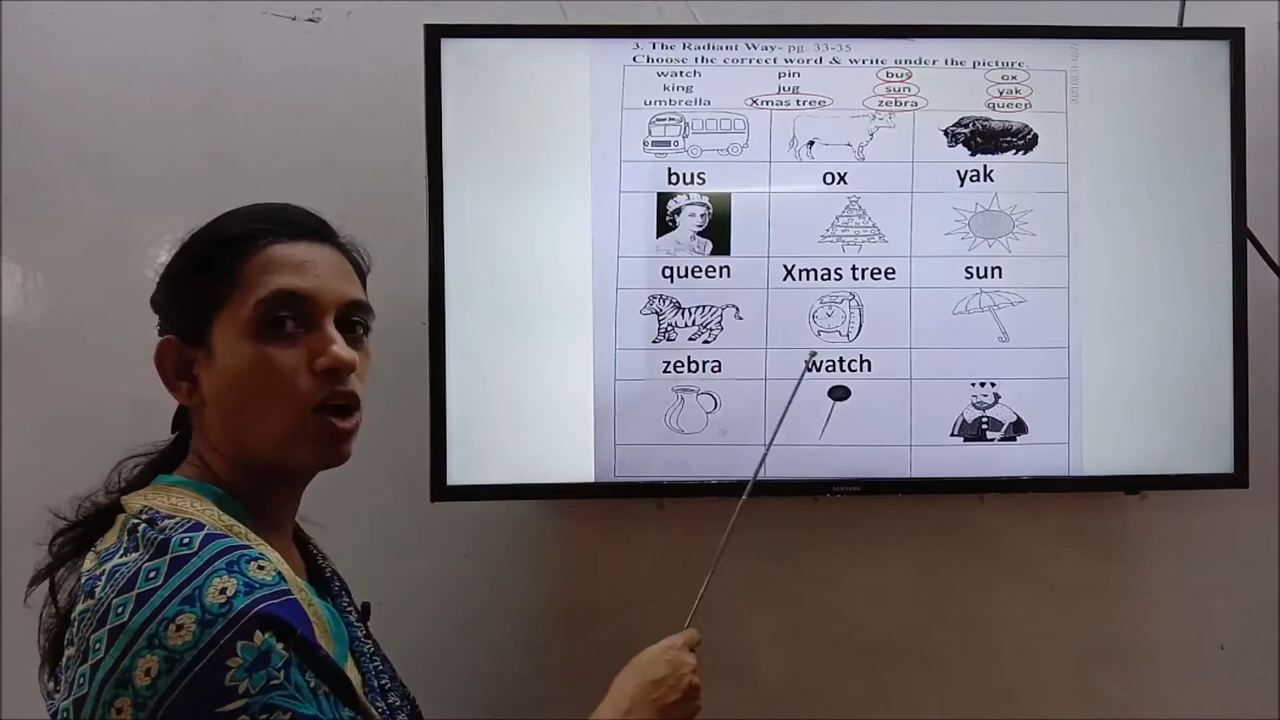 3. The Radiant Way- pg. 33-35
Choose the correct word & write under the picture.
watch pin bus ox
king jug sun yak
umbrella Xmas tree zebra queen
bus ox yak
queen Xmas tree sun
zebra watch
SAMSUNG